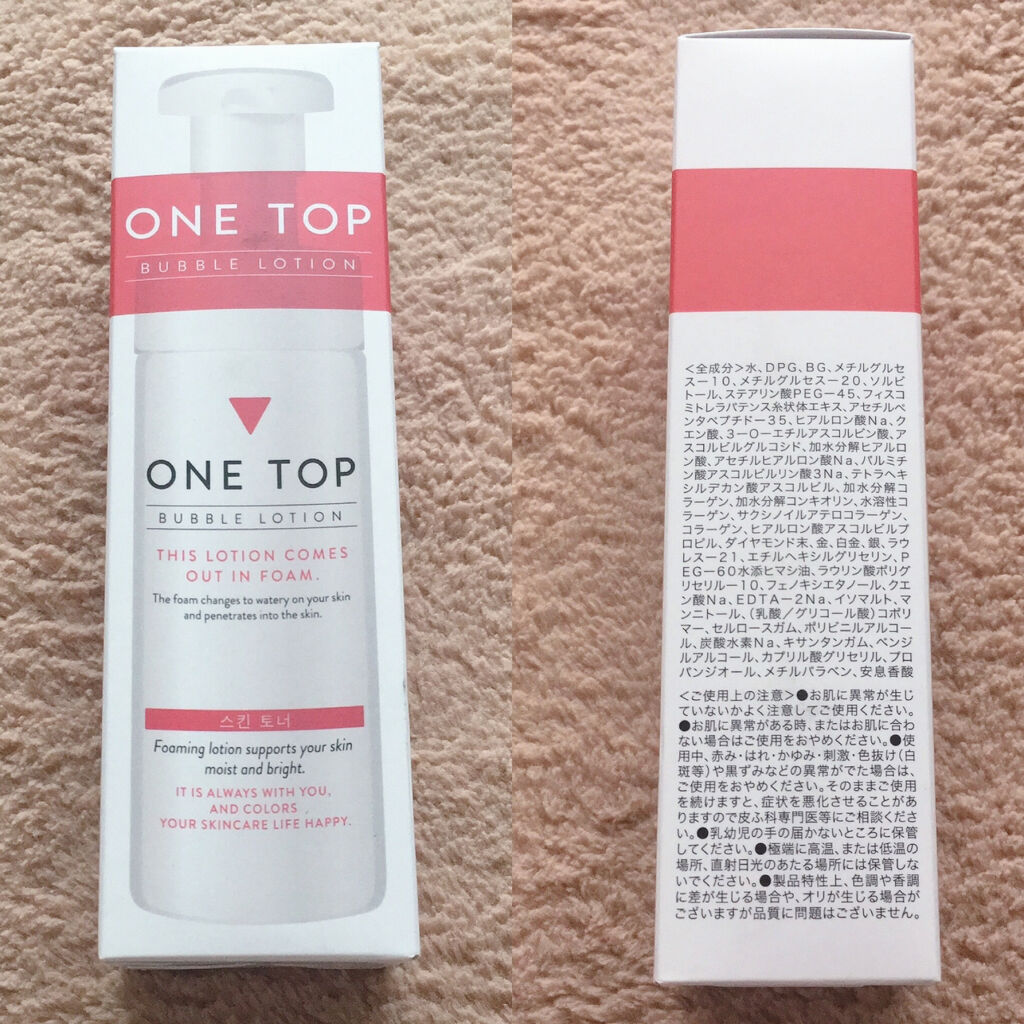 ONE TOP
BUBBLE LOTION
ONE TOP
BUBBLE LOTION
THIS LOTION COMES
OUT IN FOAM.
The foam changes to watery on your skin
and penetrates into the skin.
스킨 토너
Foaming lotion supports your skin
moist and bright.
IT IS ALWAYS WITH YOU,
AND COLORS
YOUR SKINCARE LIFE HAPPY.
＜全成分＞水、DPG、BG、メチルグルセ
ス－10、メチルグルセス－20、ソルビ
トール、ステアリン酸PEG－45、フィスコ
ミトレラパテンス糸状体エキス、アセチルペ
ンタペプチド－35、ヒアルロン酸Na、ク
エン酸、3－O－エチルアスコルビン酸、ア
スコルビルグルコシド、加水分解ヒアルロ
ン酸、アセチルヒアルロン酸Na、パルミチ
ン酸アスコルビルリン酸3Na、テトラヘキ
シルデカン酸アスコルビル、加水分解コ
ラーゲン、加水分解コンキオリン、水溶性コ
ラーゲン、サクシノイルアテロコラーゲン、
コラーゲン、ヒアルロン酸アスコルビルプ
ロピル、ダイヤモンド末、金、白金、銀、ラウ
レス－21、エチルヘキシルグリセリン、P
EG－60水添ヒマシ油、ラウリン酸ポリグ
リセリル－10、フェノキシエタノール、クエ
ン酸Na、EDTA－2Na、イソマルト、マ
ンニトール、（乳酸／グリコール酸）コポリ
マー、セルロースガム、ポリビニルアルコー
ル、炭酸水素Na、キサンタンガム、ベンジ
ルアルコール、カプリル酸グリセリル、プロ
パンジオール、メチルパラベン、安息香酸
＜ご使用上の注意＞●お肌に異常が生じ
ていないかよく注意してご使用ください。
●お肌に異常がある時、またはお肌に合わ
ない場合はご使用をおやめください。●使
用中、赤み・はれ・かゆみ・刺激・色抜け（白
斑等）や黒ずみなどの異常がでた場合は、
ご使用をおやめください。そのままご使用
を続けますと、症状を悪化させることがあ
りますので皮ふ科専門医等にご相談くださ
い。●乳幼児の手の届かないところに保管
してください。●極端に高温、または低温の
場所、直射日光のあたる場所には保管しな
いでください。●製品特性上、色調や香調
に差が生じる場合や、オリが生じる場合が
ございますが品質に問題はございません。